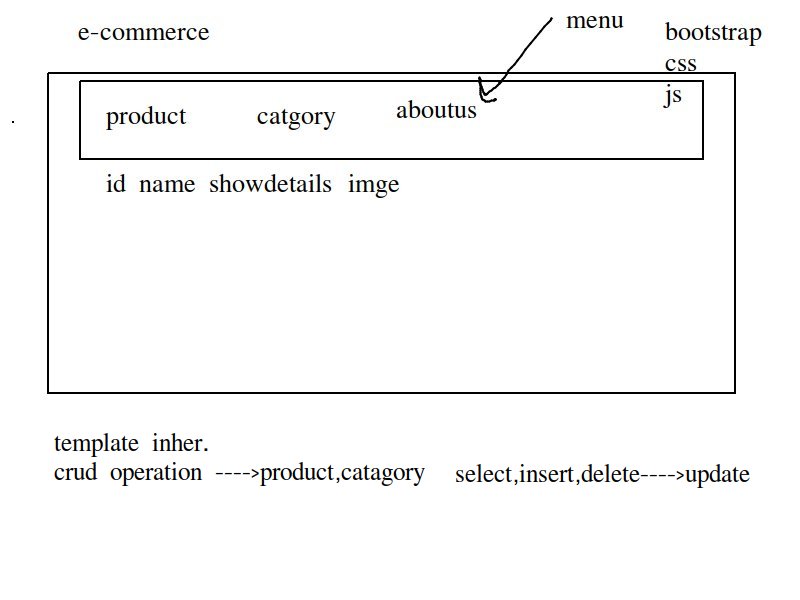 e-commerce
menu
bootstrap
css
js
product catgory aboutus
id name showdetails imge
template inher.
crud operation ---->product,catagory select,insert,delete---->update